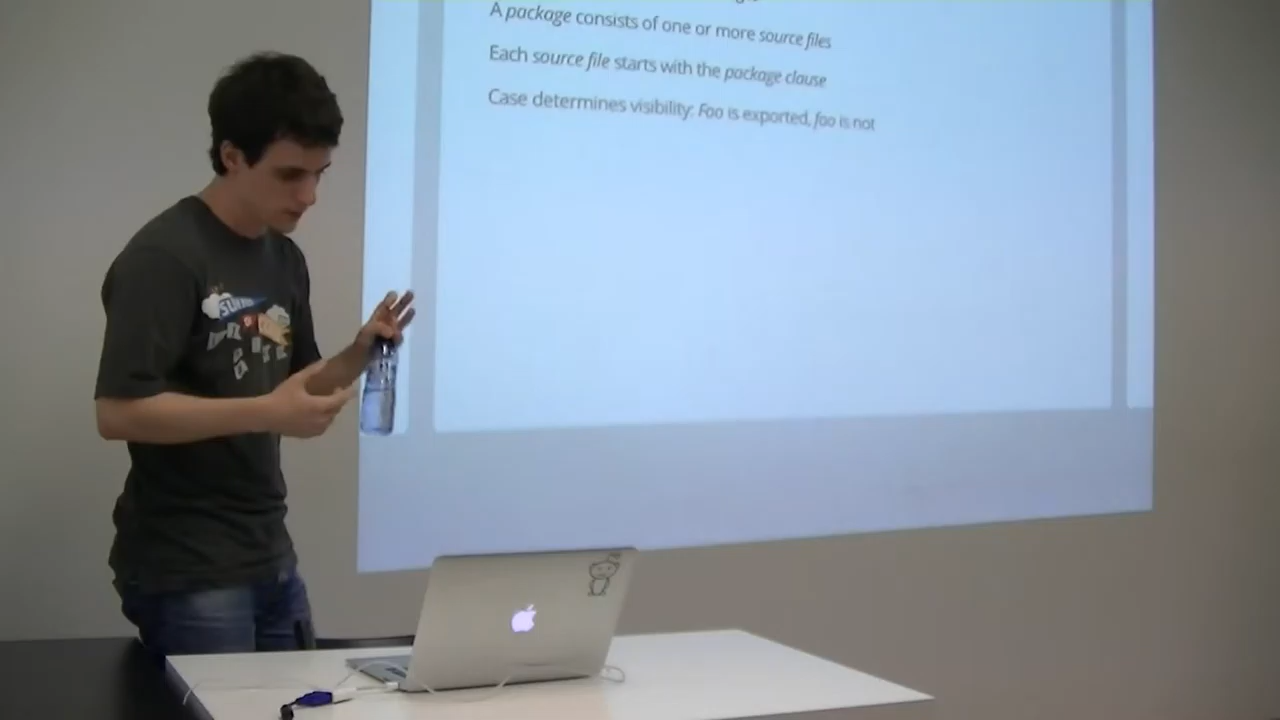 A package consists of one or more source files
Each source file starts with the package clause
Case determines visibility: Foo is exported, foo is not